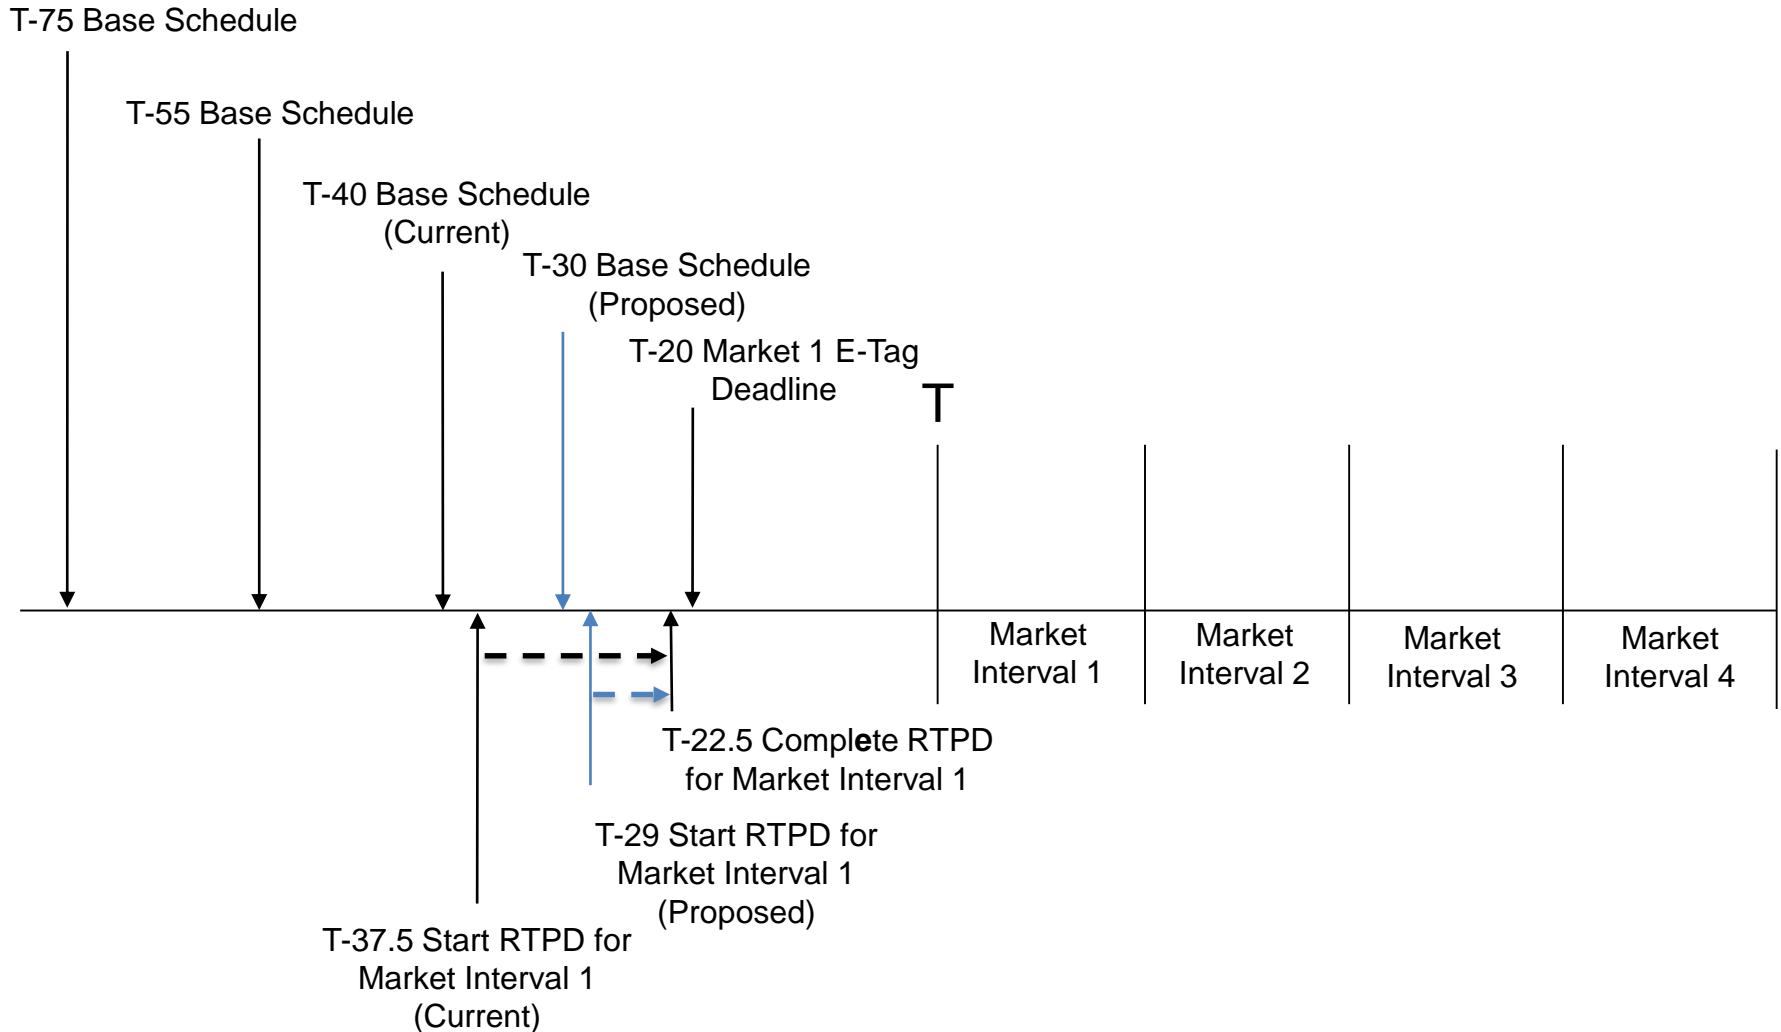 T-75 Base Schedule
T-55 Base Schedule
T-40 Base Schedule
(Current)
T-30 Base Schedule
(Proposed)
T-20 Market 1 E-Tag
Deadline
T
Market
Interval 1
Market
Interval 2
Market
Interval 3
Market
Interval 4
T-22.5 Complete RTPD
for Market Interval 1
T-29 Start RTPD for
Market Interval 1
(Proposed)
T-37.5 Start RTPD for
Market Interval 1
(Current)